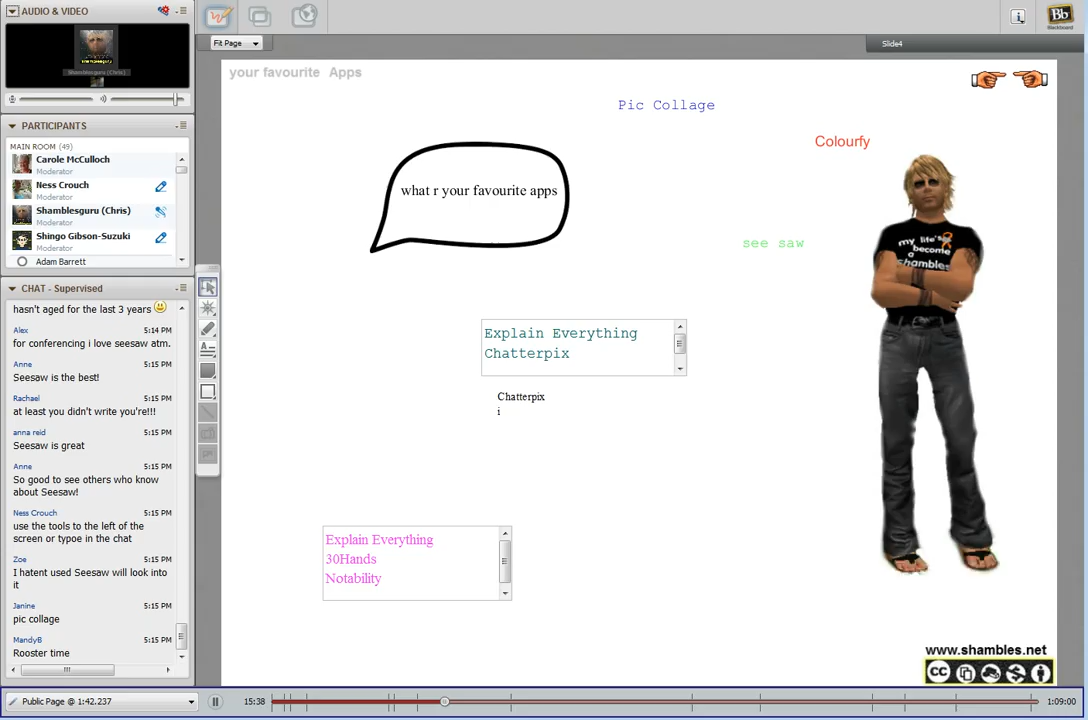 AUDIO & VIDEO
Shamblesguru (Chris)
PARTICIPANTS
MAIN ROOM (49)
Carole McCulloch
Moderator
Ness Crouch
Moderator
Shamblesguru (Chris)
Moderator
Shingo Gibson-Suzuki
Moderator
Adam Barrett
CHAT - Supervised
hasn't aged for the last 3 years
Alex 5:14 PM
for conferencing i love seesaw atm.
Anne 5:15 PM
Seesaw is the best!
Rachael 5:15 PM
at least you didn't write you're!!!
anna reid 5:15 PM
Seesaw is great
Anne 5:15 PM
So good to see others who know
about Seesaw!
Ness Crouch 5:15 PM
use the tools to the left of the
screen or typoe in the chat
Zoe 5:15 PM
I hatent used Seesaw will look into
it
Janine 5:15 PM
pic collage
MandyB 5:15 PM
Rooster time
Fit Page
Slide4
Bb
Blackboard
your favourite Apps
Pic Collage
Colourfy
what r your favourite apps
see saw
my life's
become
a
shambles
Explain Everything
Chatterpix
Chatterpix
i
Explain Everything
30Hands
Notability
www.shambles.net
CC
Public Page @ 1:42.237
15:38
1:09:00